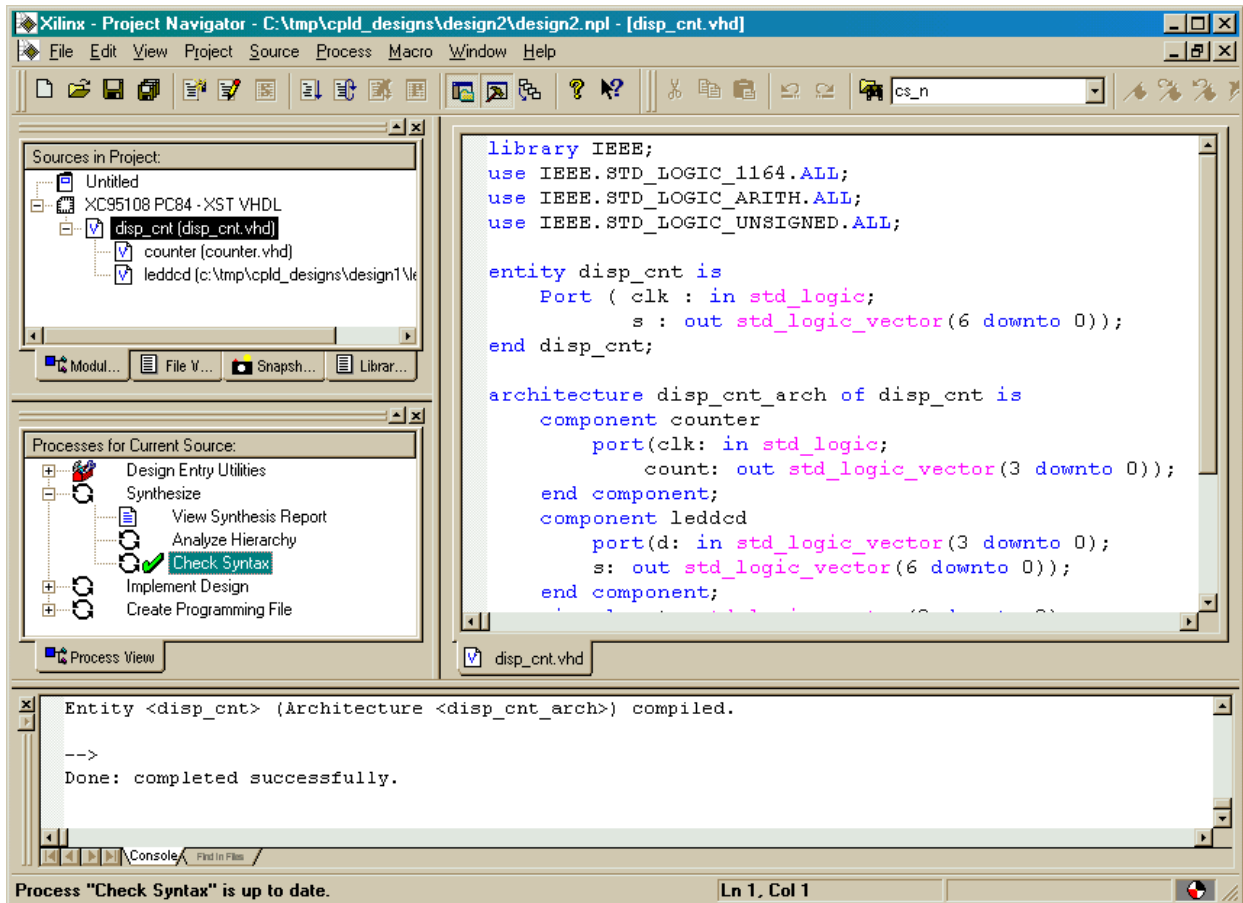 Xilinx - Project Navigator - C:\tmp\cpld_designs\design2\design2.npl - [disp_cnt.vhd]
File Edit View Project Source Process Macro Window Help
cs_n
Sources in Project:
Untitled
XC95108 PC84 - XST VHDL
disp_cnt (disp_cnt.vhd)
counter (counter.vhd)
leddcd (c:\tmp\cpld_designs\design1\le
Modul... File V... Snapsh... Librar...
Processes for Current Source:
Design Entry Utilities
Synthesize
View Synthesis Report
Analyze Hierarchy
Check Syntax
Implement Design
Create Programming File
Process View
library IEEE;
use IEEE.STD_LOGIC_1164.ALL;
use IEEE.STD_LOGIC_ARITH.ALL;
use IEEE.STD_LOGIC_UNSIGNED.ALL;
entity disp_cnt is
Port ( clk : in std_logic;
s : out std_logic_vector(6 downto 0));
end disp_cnt;
architecture disp_cnt_arch of disp_cnt is
component counter
port(clk: in std_logic;
count: out std_logic_vector(3 downto 0));
end component;
component leddcd
port(d: in std_logic_vector(3 downto 0);
s: out std_logic_vector(6 downto 0));
end component;
disp_cnt.vhd
Entity <disp_cnt> (Architecture <disp_cnt_arch>) compiled.
-->
Done: completed successfully.
Console Find in Files
Process "Check Syntax" is up to date. Ln 1, Col 1